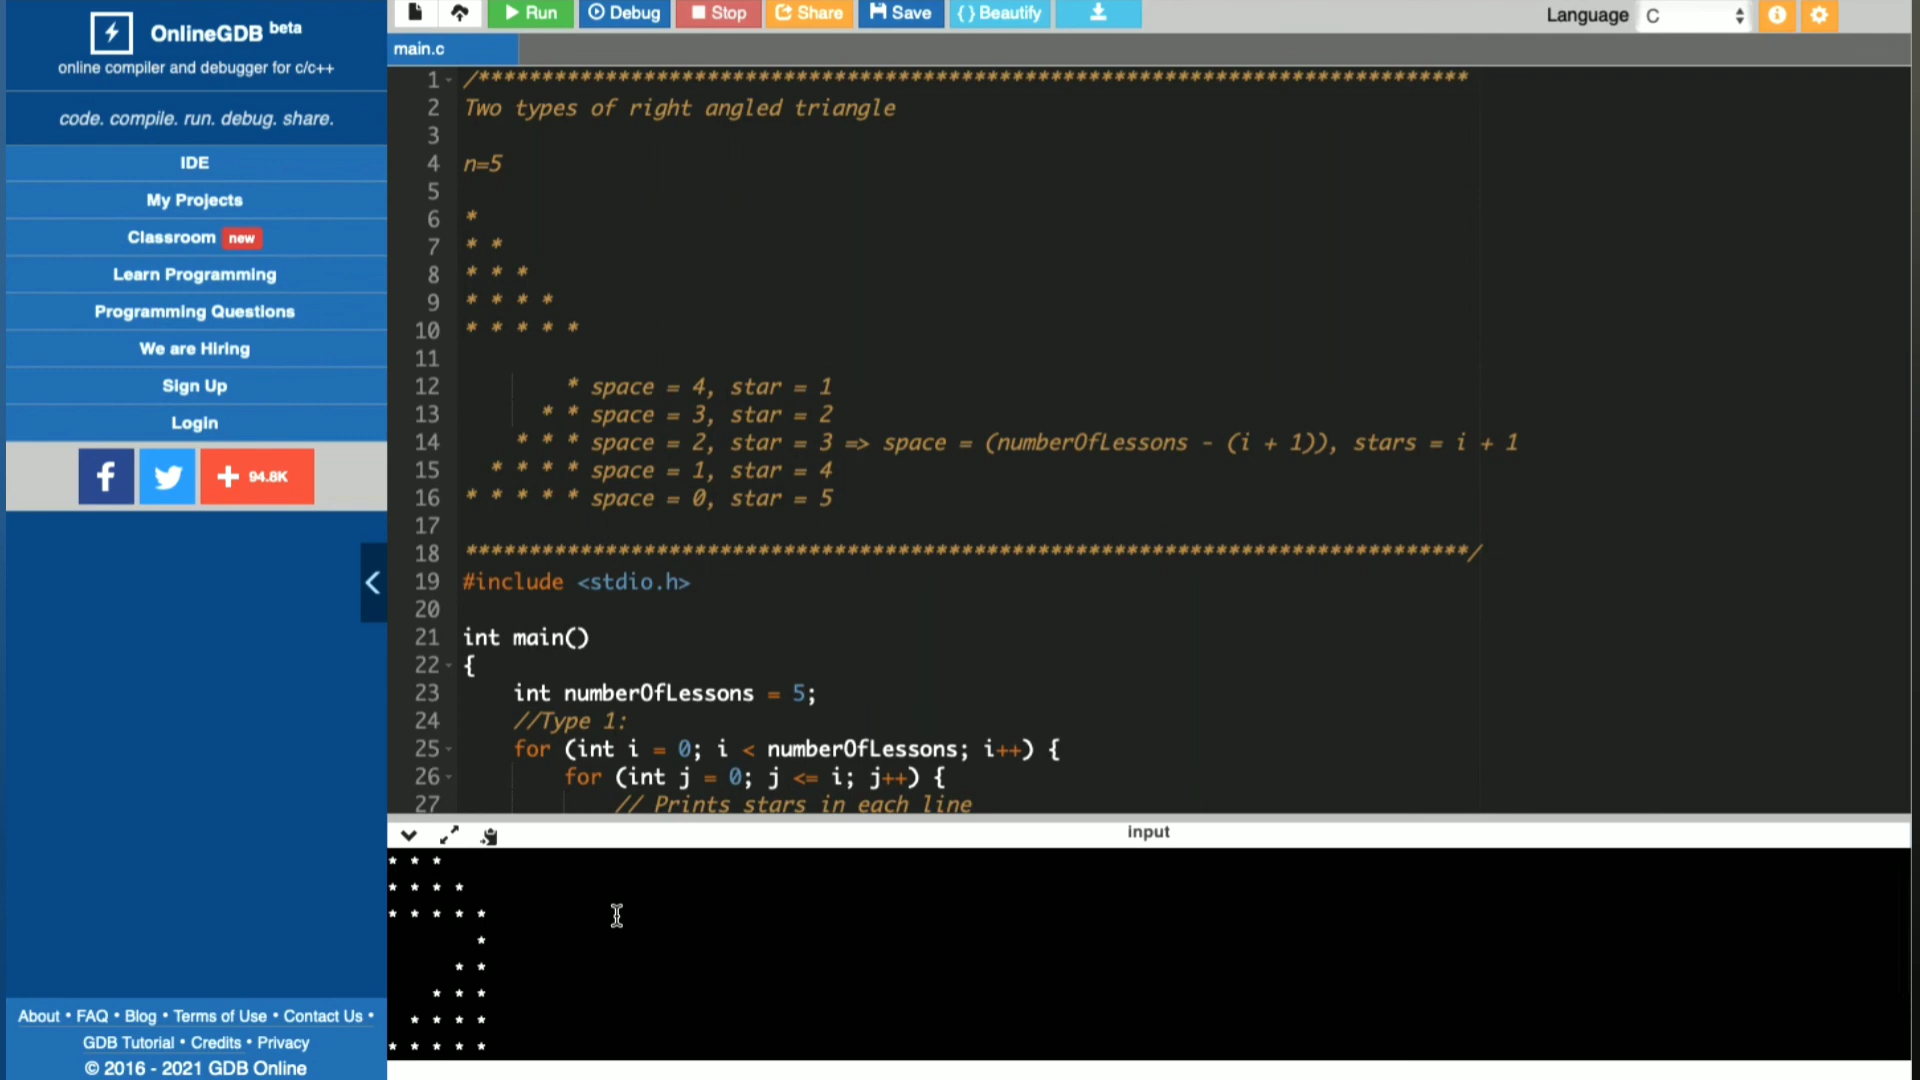 OnlineGDB beta
online compiler and debugger for c/c++
code. compile. run. debug. share.
IDE
My Projects
Classroom new
Learn Programming
Programming Questions
We are Hiring
Sign Up
Login
f
+ 94.8K
About • FAQ • Blog • Terms of Use • Contact Us •
GDB Tutorial • Credits • Privacy
© 2016 - 2021 GDB Online
Run Debug Stop Share Save { } Beautify
Language C
main.c
1 /******************************************************************************
2 Two types of right angled triangle
3
4 n=5
5
6 *
7 * *
8 * * *
9 * * * *
10 * * * * *
11
12 * space = 4, star = 1
13 * * space = 3, star = 2
14 * * * space = 2, star = 3 => space = (numberOfLessons - (i + 1)), stars = i + 1
15 * * * * space = 1, star = 4
16 * * * * * space = 0, star = 5
17
18 *******************************************************************************/
19 #include <stdio.h>
20
21 int main()
22 {
23 int numberOfLessons = 5;
24 //Type 1:
25 for (int i = 0; i < numberOfLessons; i++) {
26 for (int j = 0; j <= i; j++) {
27 // Prints stars in each line
input
* * *
* * * *
* * * * *
*
* *
* * *
* * * *
* * * * *